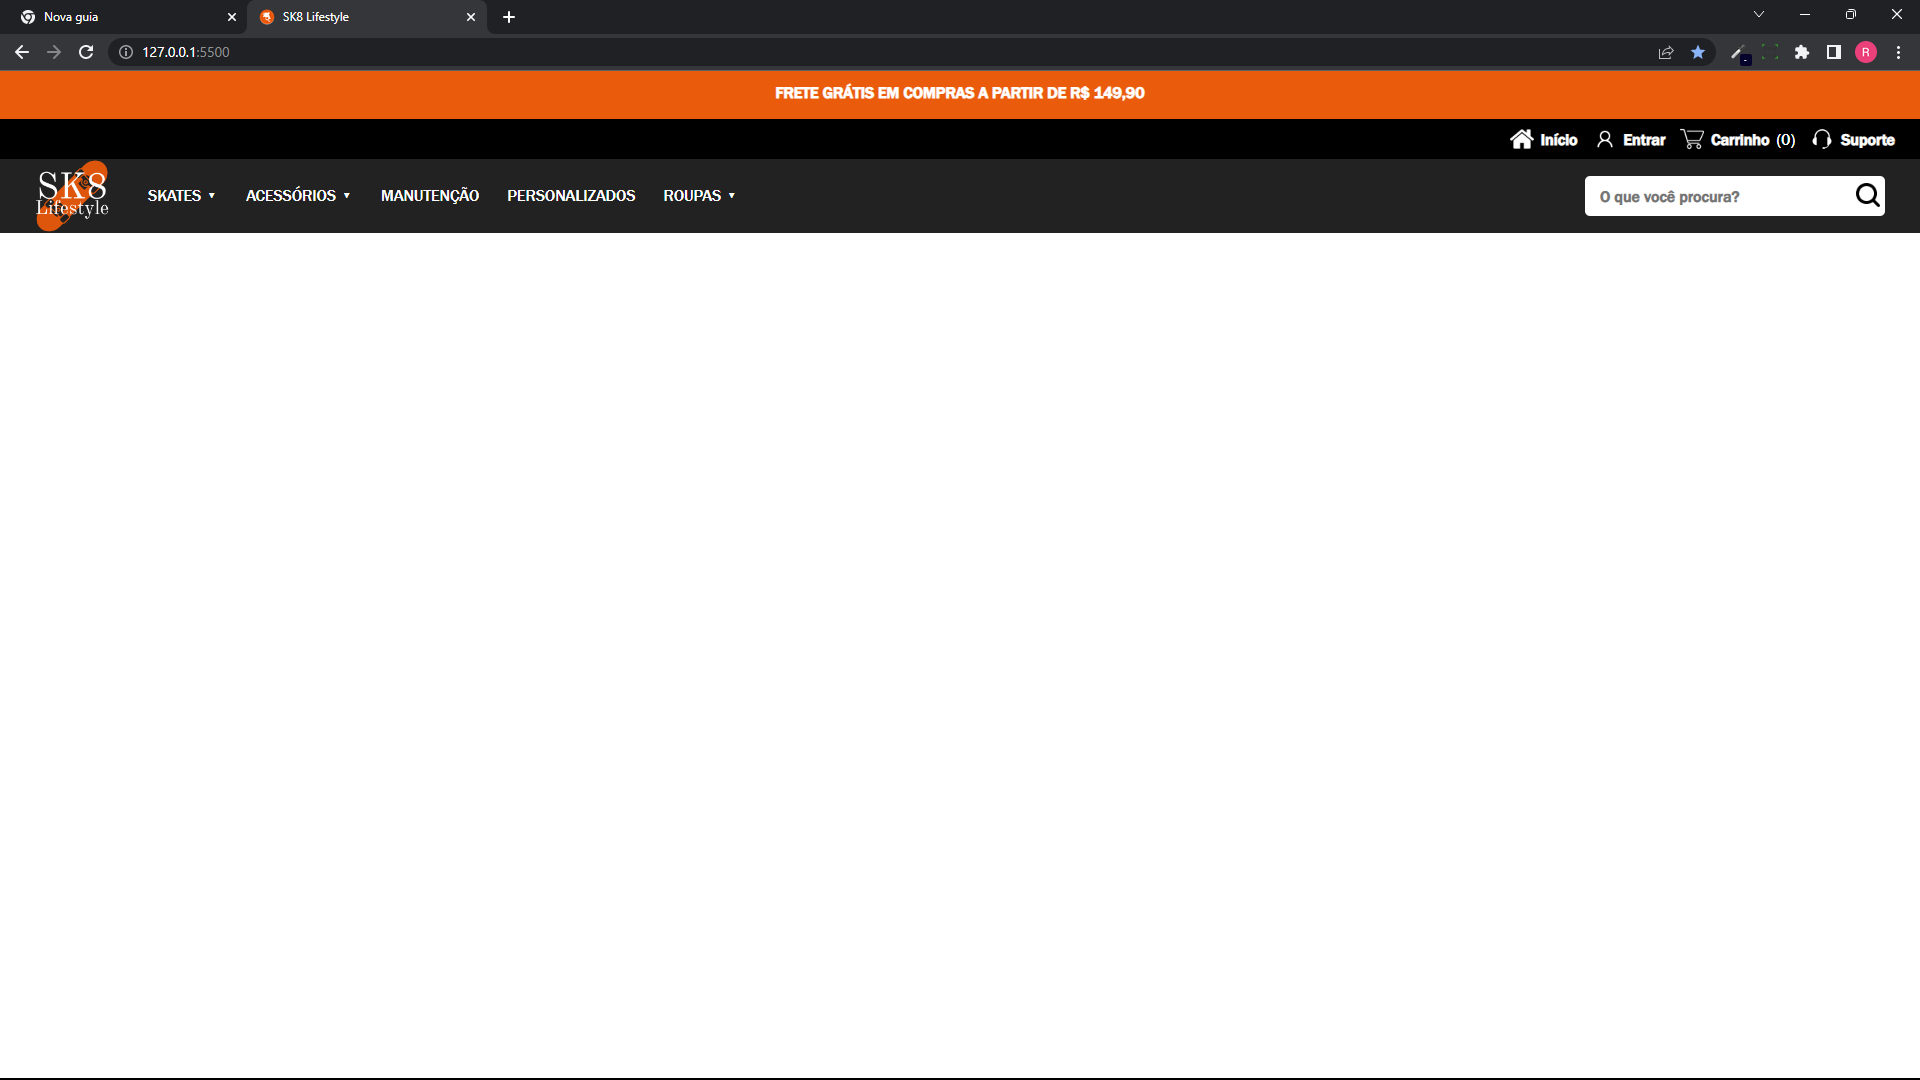 Nova guia
SK8 Lifestyle
127.0.0.1:5500
R
FRETE GRÁTIS EM COMPRAS A PARTIR DE R$ 149,90
Início Entrar Carrinho (0) Suporte
SK8
Lifestyle
SKATES ▼ ACESSÓRIOS ▼ MANUTENÇÃO PERSONALIZADOS ROUPAS ▼
O que você procura?